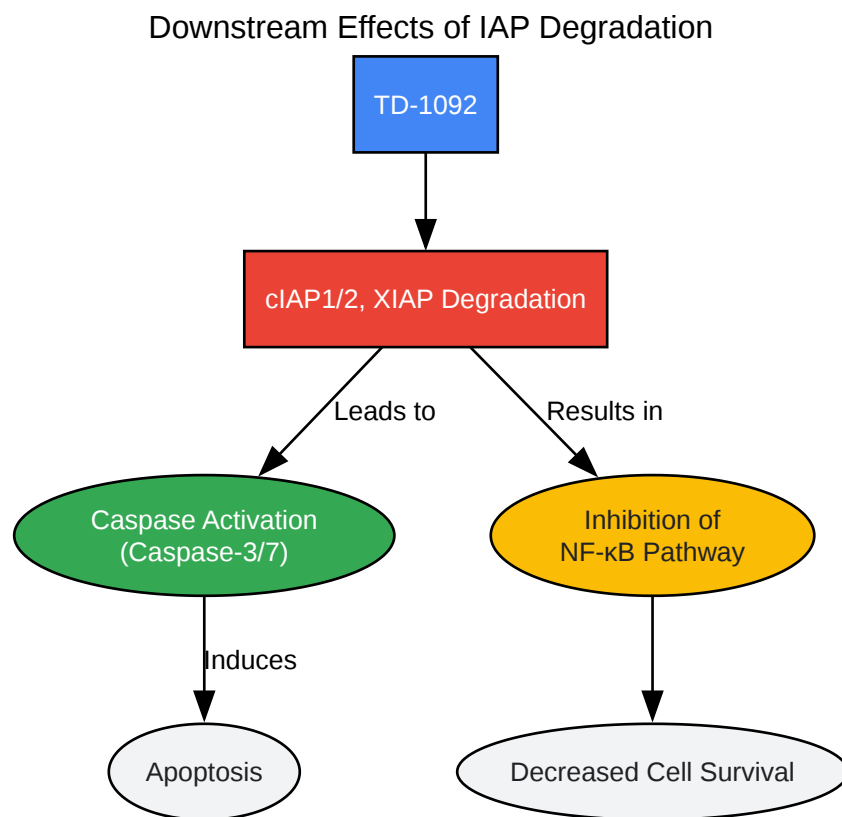 Downstream Effects of IAP Degradation
TD-1092
cIAP1/2, XIAP Degradation
Leads to
Results in
Caspase Activation
(Caspase-3/7)
Inhibition of
NF-κB Pathway
Induces
Apoptosis
Decreased Cell Survival